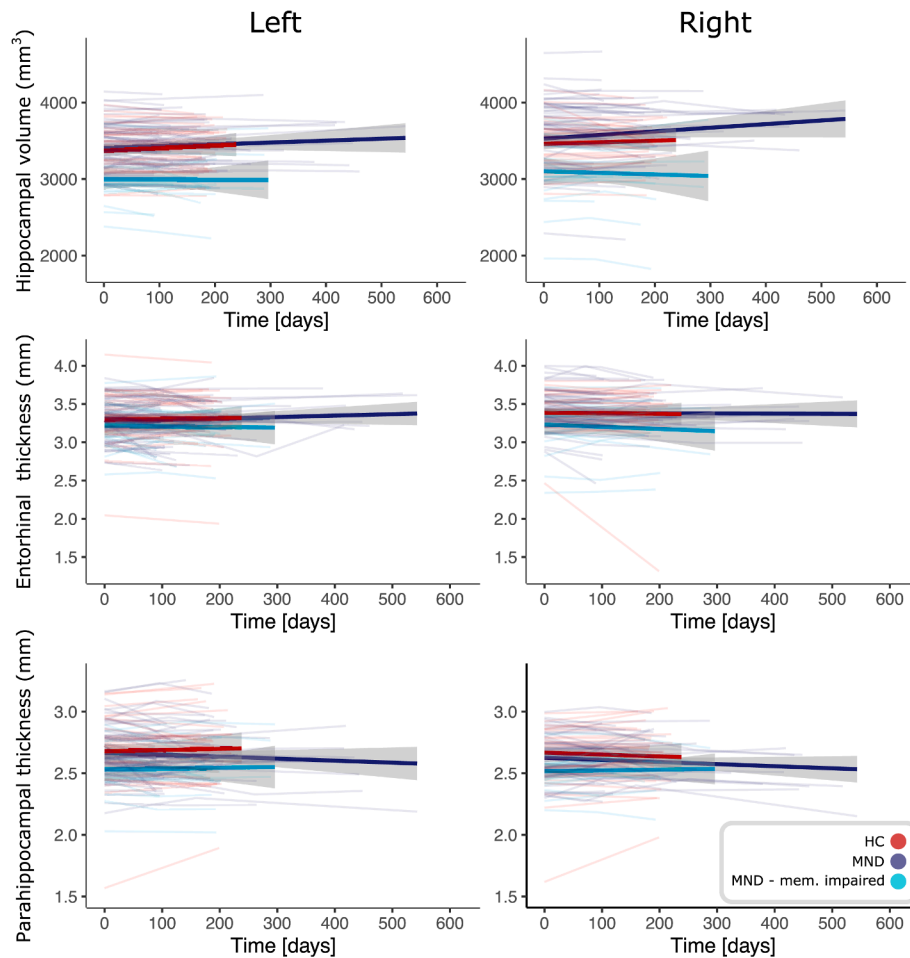 Left
Right
Hippocampal volume (mm³)
4000
3000
2000
0 100 200 300 400 500 600
Time [days]
4000
3000
2000
0 100 200 300 400 500 600
Time [days]
Entorhinal thickness (mm)
4.0
3.5
3.0
2.5
2.0
1.5
0 100 200 300 400 500 600
Time [days]
4.0
3.5
3.0
2.5
2.0
1.5
0 100 200 300 400 500 600
Time [days]
Parahippocampal thickness (mm)
3.0
2.5
2.0
1.5
0 100 200 300 400 500 600
Time [days]
3.0
2.5
2.0
1.5
0 100 200 300 400 500 600
Time [days]
HC
MND
MND - mem. impaired